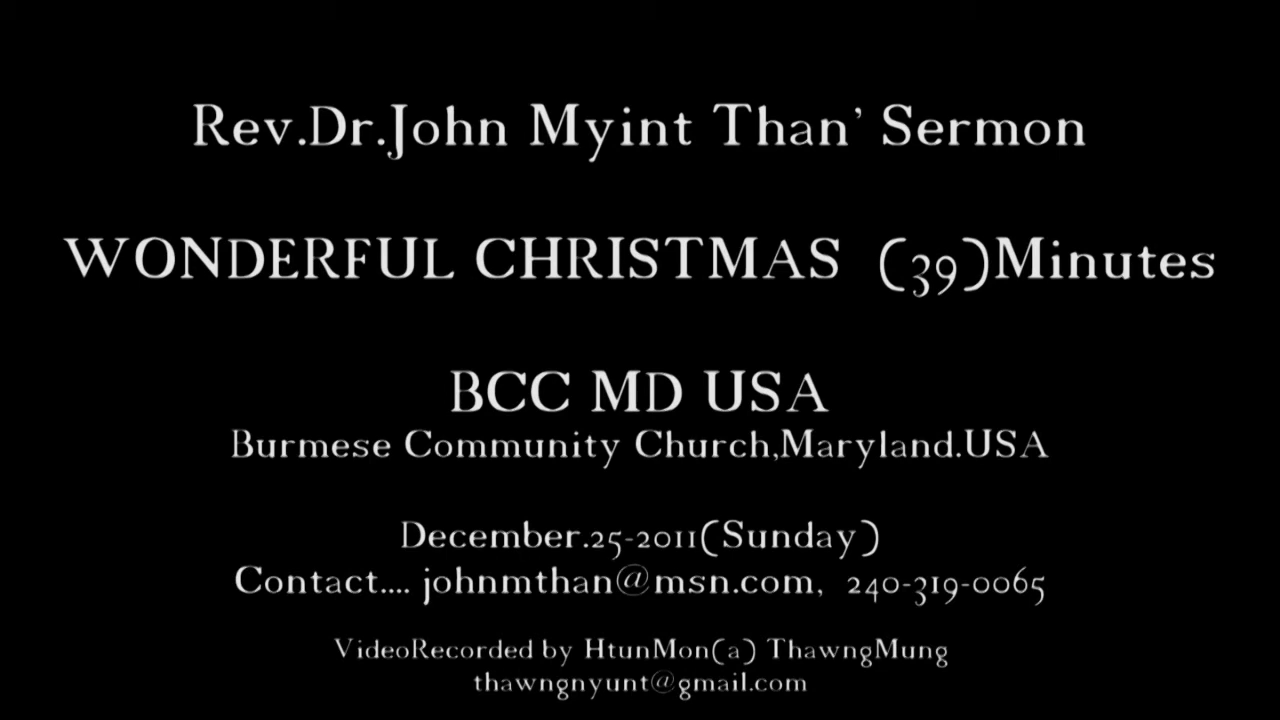 Rev.Dr.John Myint Than' Sermon
WONDERFUL CHRISTMAS (39)Minutes
BCC MD USA
Burmese Community Church,Maryland.USA
December.25-2011(Sunday)
Contact.... johnmthan@msn.com, 240-319-0065
VideoRecorded by HtunMon(a) ThawngMung
thawngnyunt@gmail.com